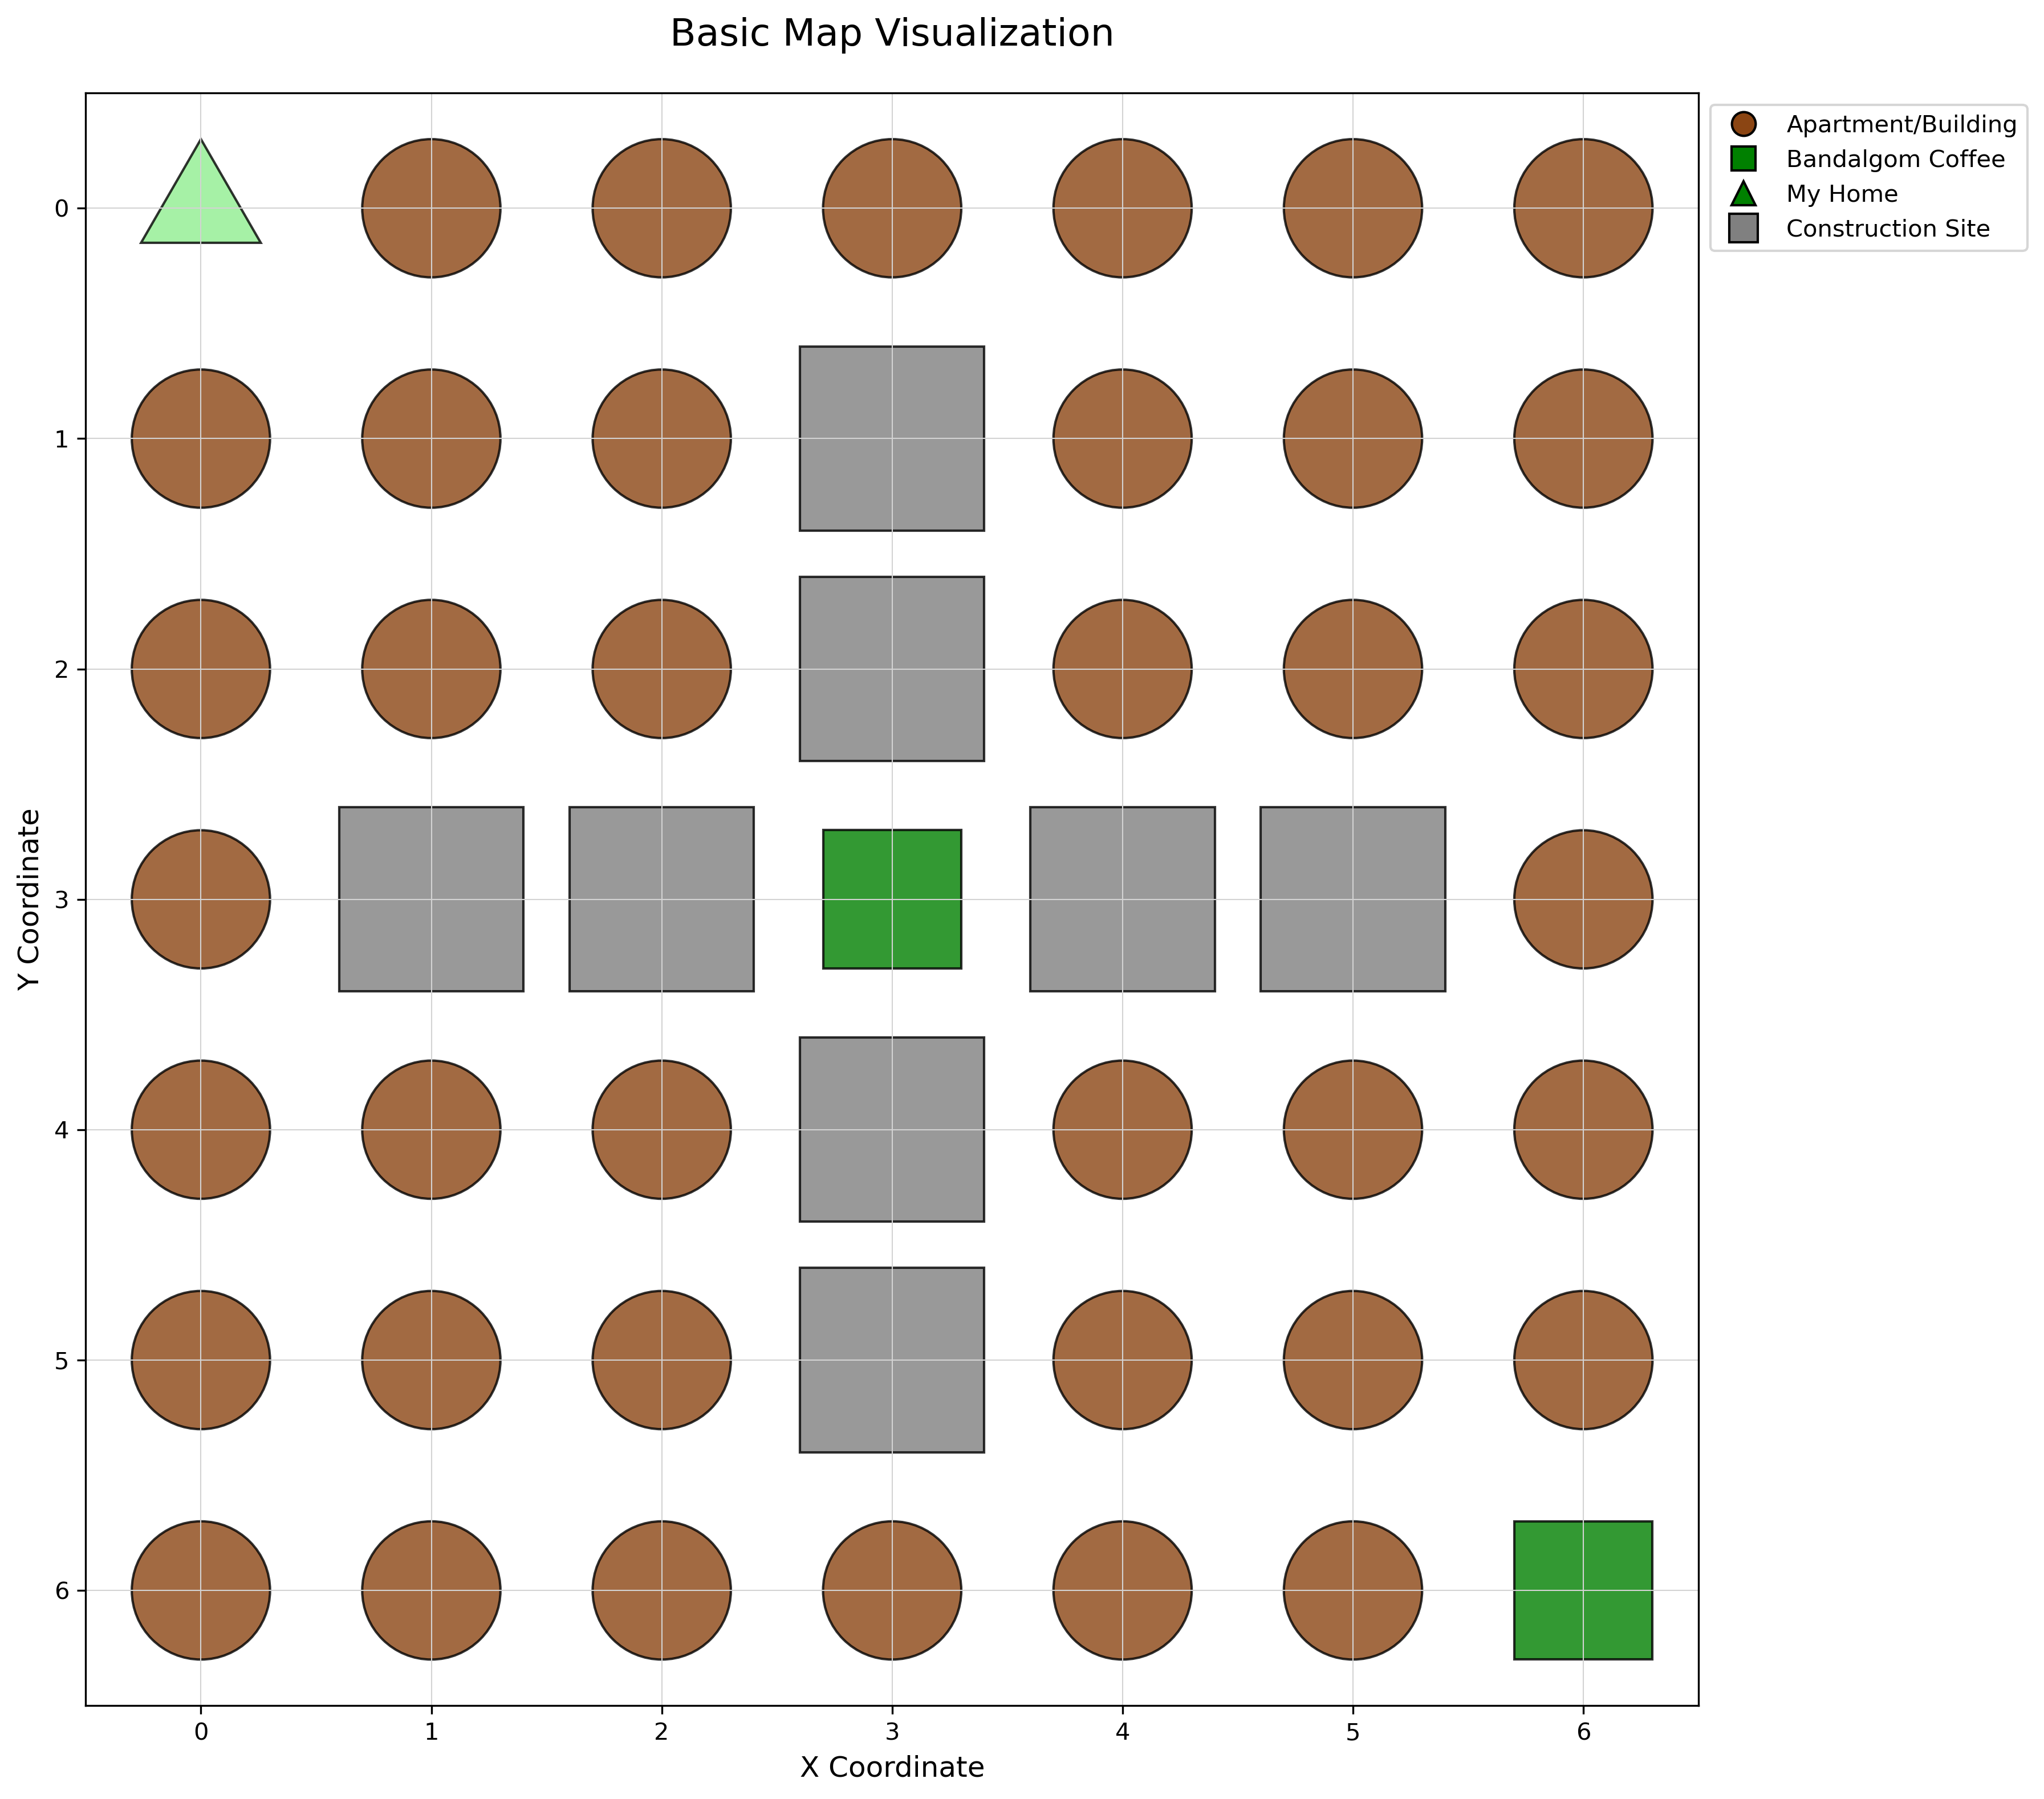 Basic Map Visualization
Apartment/Building
Bandalgom Coffee
My Home
Construction Site
Y Coordinate
0
1
2
3
4
5
6
0 1 2 3 4 5 6
X Coordinate